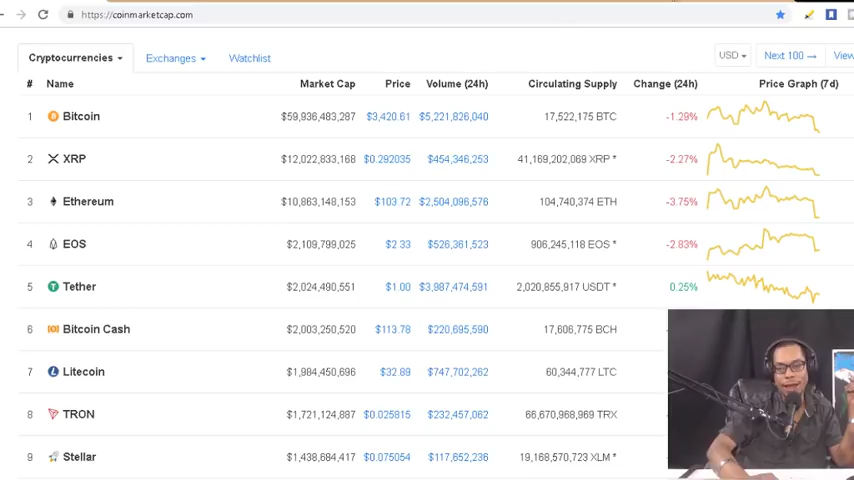 https://coinmarketcap.com
Cryptocurrencies Exchanges Watchlist USD Next 100 → View
# Name Market Cap Price Volume (24h) Circulating Supply Change (24h) Price Graph (7d)
1 Bitcoin $59,936,483,287 $3,420.61 $5,221,826,040 17,522,175 BTC -1.29%
2 XRP $12,022,833,168 $0.292035 $454,346,253 41,169,202,069 XRP * -2.27%
3 Ethereum $10,863,148,153 $103.72 $2,504,096,576 104,740,374 ETH -3.75%
4 EOS $2,109,799,025 $2.33 $526,361,523 906,245,118 EOS * -2.83%
5 Tether $2,024,490,551 $1.00 $3,987,474,591 2,020,855,917 USDT * 0.25%
6 Bitcoin Cash $2,003,250,520 $113.78 $220,695,590 17,606,775 BCH
7 Litecoin $1,984,450,696 $32.89 $747,702,262 60,344,777 LTC
8 TRON $1,721,124,887 $0.025815 $232,457,062 66,670,968,969 TRX
9 Stellar $1,438,684,417 $0.075054 $117,652,236 19,168,570,723 XLM *